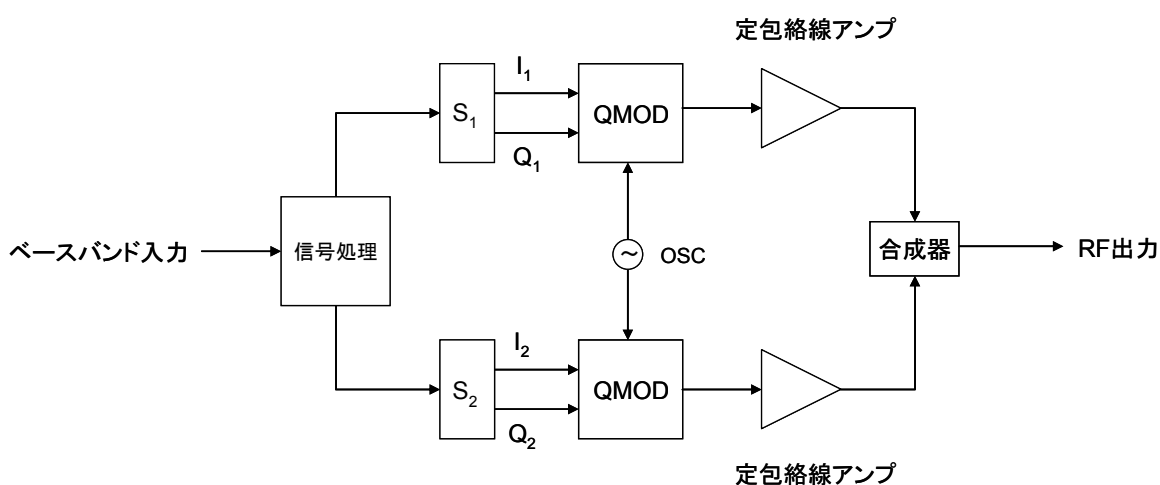 定包絡線アンプ
I1
S1
QMOD
Q1
ベースバンド入力
信号処理
~
OSC
合成器
RF出力
I2
S2
QMOD
Q2
定包絡線アンプ